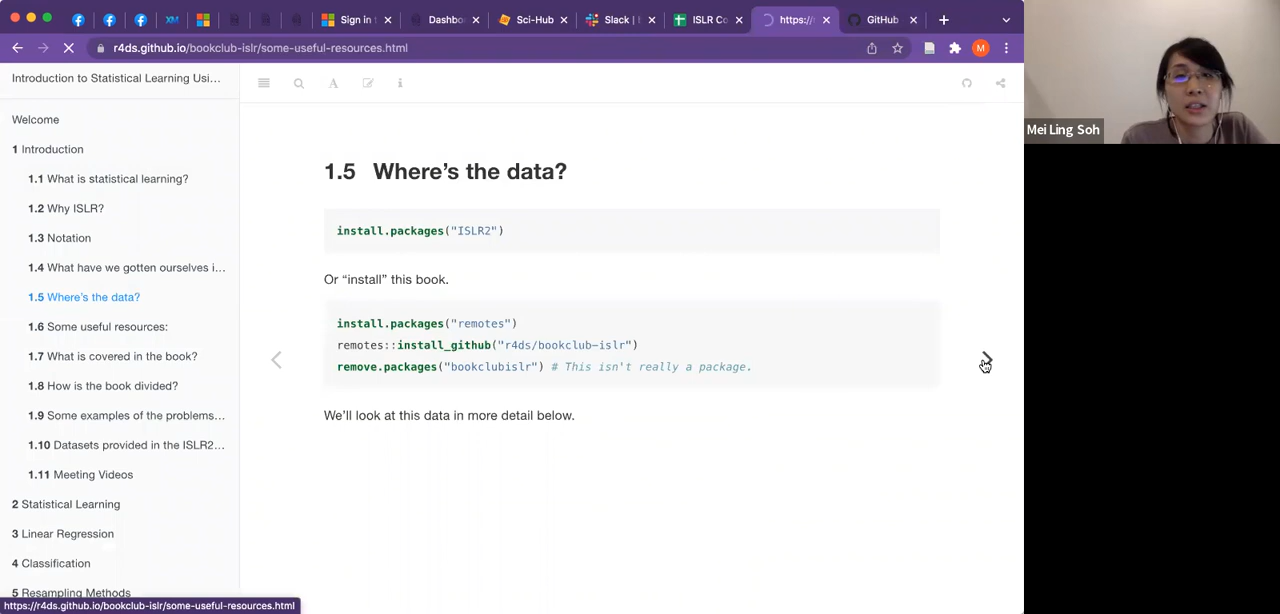 Sign in
Dashbo
Sci-Hub
Slack |
ISLR Co
https://
GitHub
r4ds.github.io/bookclub-islr/some-useful-resources.html
M
Introduction to Statistical Learning Usi...
Welcome
1 Introduction
1.1 What is statistical learning?
1.2 Why ISLR?
1.3 Notation
1.4 What have we gotten ourselves i...
1.5 Where's the data?
1.6 Some useful resources:
1.7 What is covered in the book?
1.8 How is the book divided?
1.9 Some examples of the problems...
1.10 Datasets provided in the ISLR2...
1.11 Meeting Videos
2 Statistical Learning
3 Linear Regression
4 Classification
5 Resampling Methods
https://r4ds.github.io/bookclub-islr/some-useful-resources.html
1.5 Where's the data?
install.packages("ISLR2")
Or “install” this book.
install.packages("remotes")
remotes::install_github("r4ds/bookclub-islr")
remove.packages("bookclubislr") # This isn't really a package.
We'll look at this data in more detail below.
Mei Ling Soh